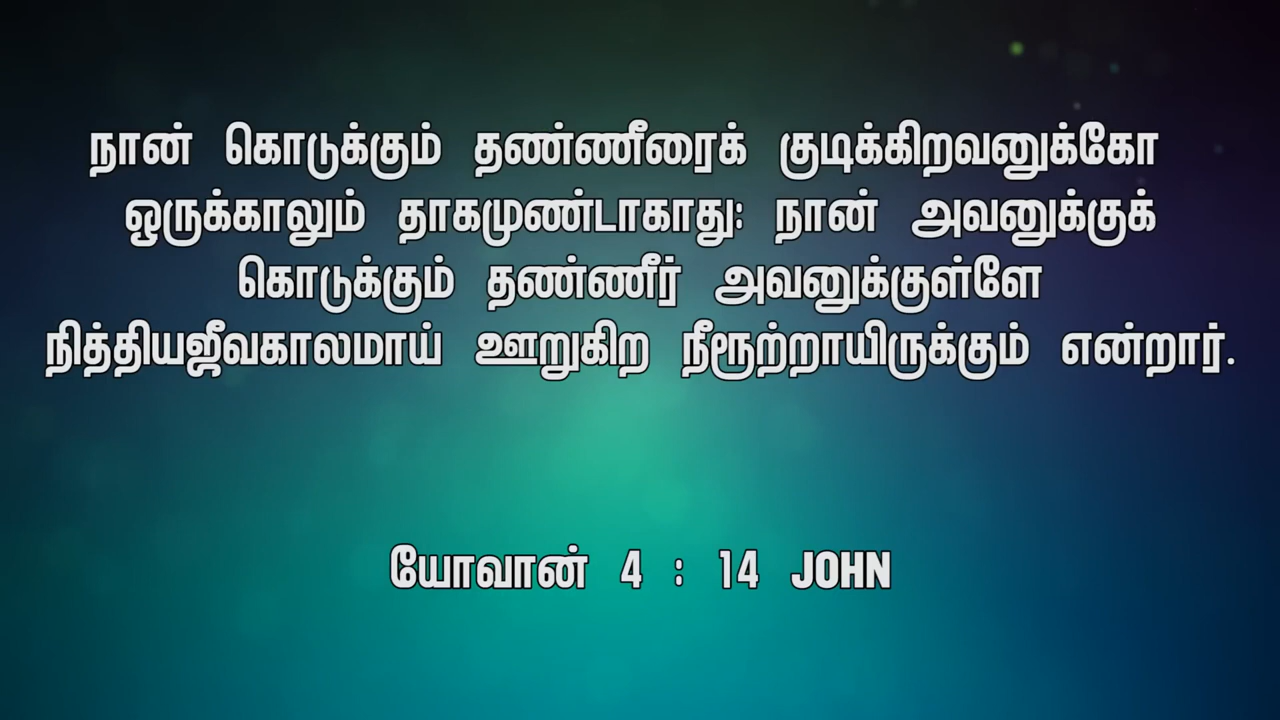 நான் கொடுக்கும் தண்ணீரைக் குடிக்கிறவனுக்கோ
ஒருக்காலும் தாகமுண்டாகாது; நான் அவனுக்குக்
கொடுக்கும் தண்ணீர் அவனுக்குள்ளே
நித்தியஜீவகாலமாய் ஊறுகிற நீரூற்றாயிருக்கும் என்றார்.
யோவான் 4 : 14 JOHN